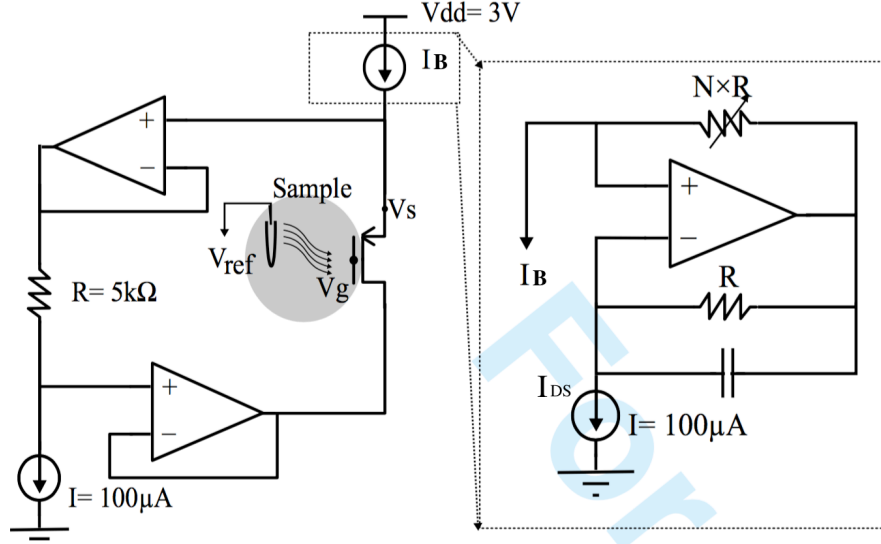 Vdd= 3V
IB
+
−
Sample
Vs
Vref
Vg
R= 5kΩ
+
−
I= 100μA
N×R
+
−
IB
R
IDS
I= 100μA
For